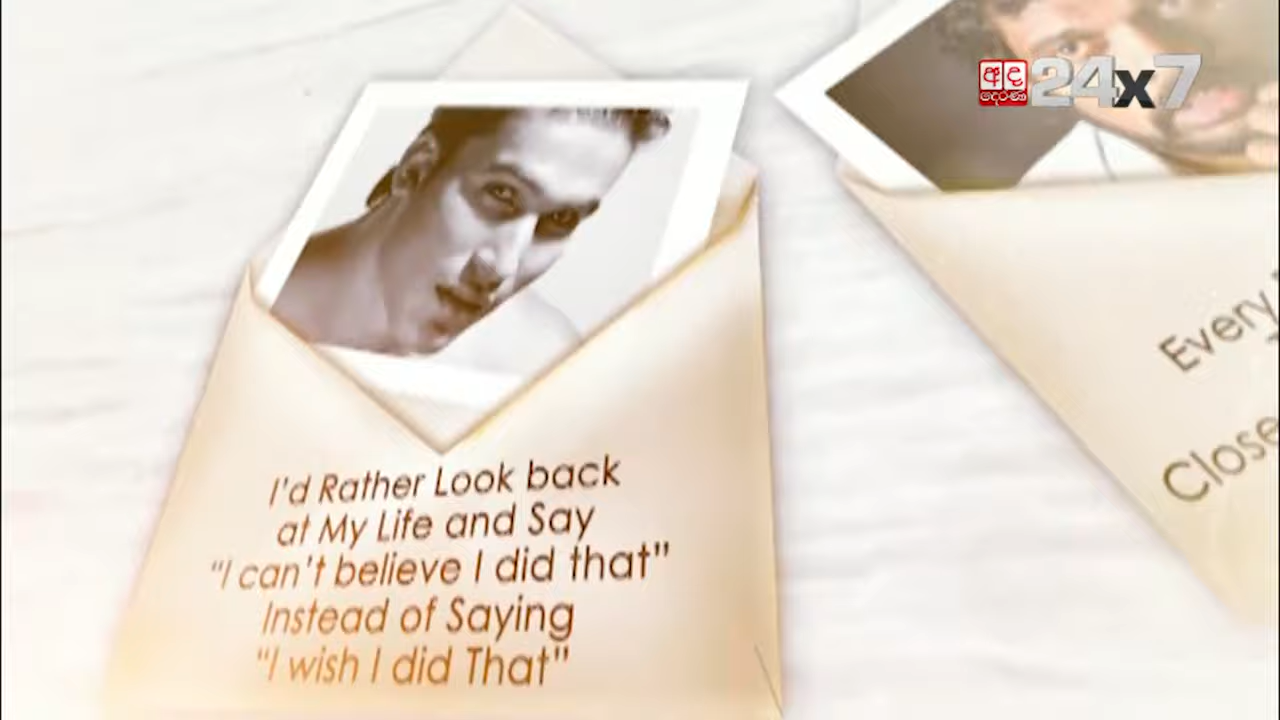 අද
දෙරණ
24x7
I'd Rather Look back
at My Life and Say
"I can't believe I did that"
Instead of Saying
"I wish I did That"
Every
Close